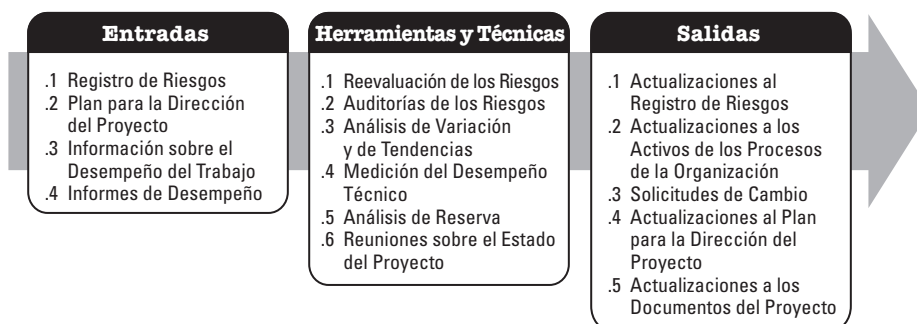 Entradas
.1 Registro de Riesgos
.2 Plan para la Dirección
del Proyecto
.3 Información sobre el
Desempeño del Trabajo
.4 Informes de Desempeño
Herramientas y Técnicas
.1 Reevaluación de los Riesgos
.2 Auditorías de los Riesgos
.3 Análisis de Variación
y de Tendencias
.4 Medición del Desempeño
Técnico
.5 Análisis de Reserva
.6 Reuniones sobre el Estado
del Proyecto
Salidas
.1 Actualizaciones al
Registro de Riesgos
.2 Actualizaciones a los
Activos de los Procesos
de la Organización
.3 Solicitudes de Cambio
.4 Actualizaciones al Plan
para la Dirección del
Proyecto
.5 Actualizaciones a los
Documentos del Proyecto